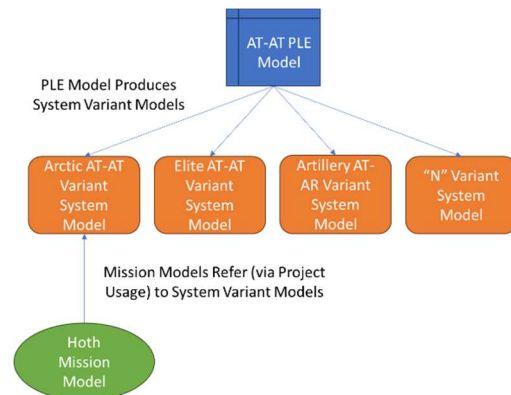 AT-AT PLE
Model
PLE Model Produces
System Variant Models
Arctic AT-AT
Variant
System
Model
Elite AT-AT
Variant
System
Model
Artillery AT-
AR Variant
System
Model
“N” Variant
System
Model
Mission Models Refer (via Project
Usage) to System Variant Models
Hoth
Mission
Model